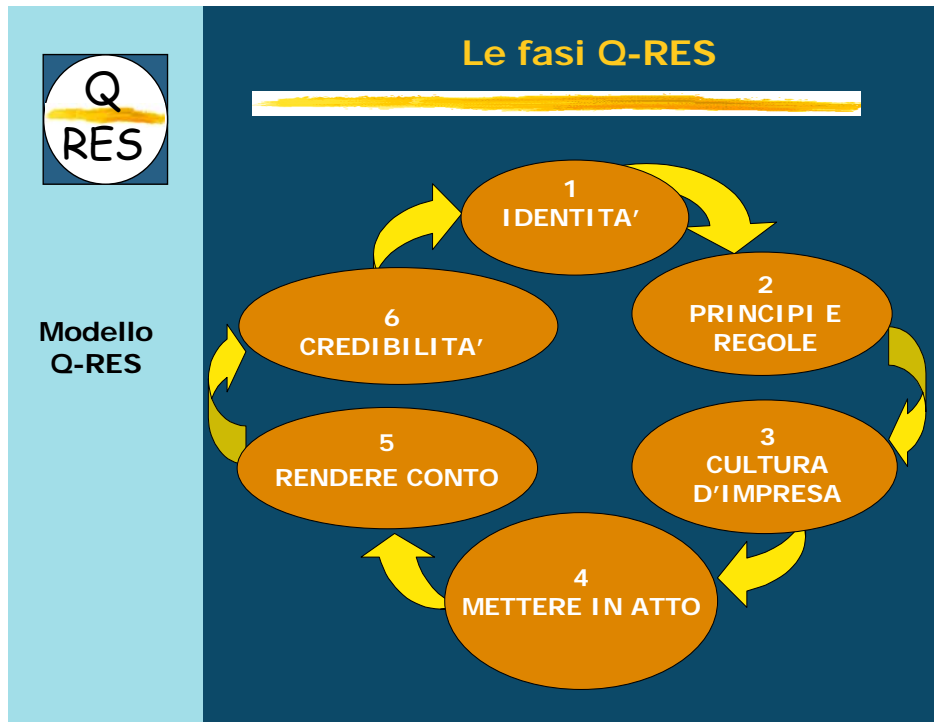 Q
RES
Modello
Q-RES
Le fasi Q-RES
1
IDENTITA’
2
PRINCIPI E
REGOLE
3
CULTURA
D’IMPRESA
4
METTERE IN ATTO
5
RENDERE CONTO
6
CREDIBILITA’